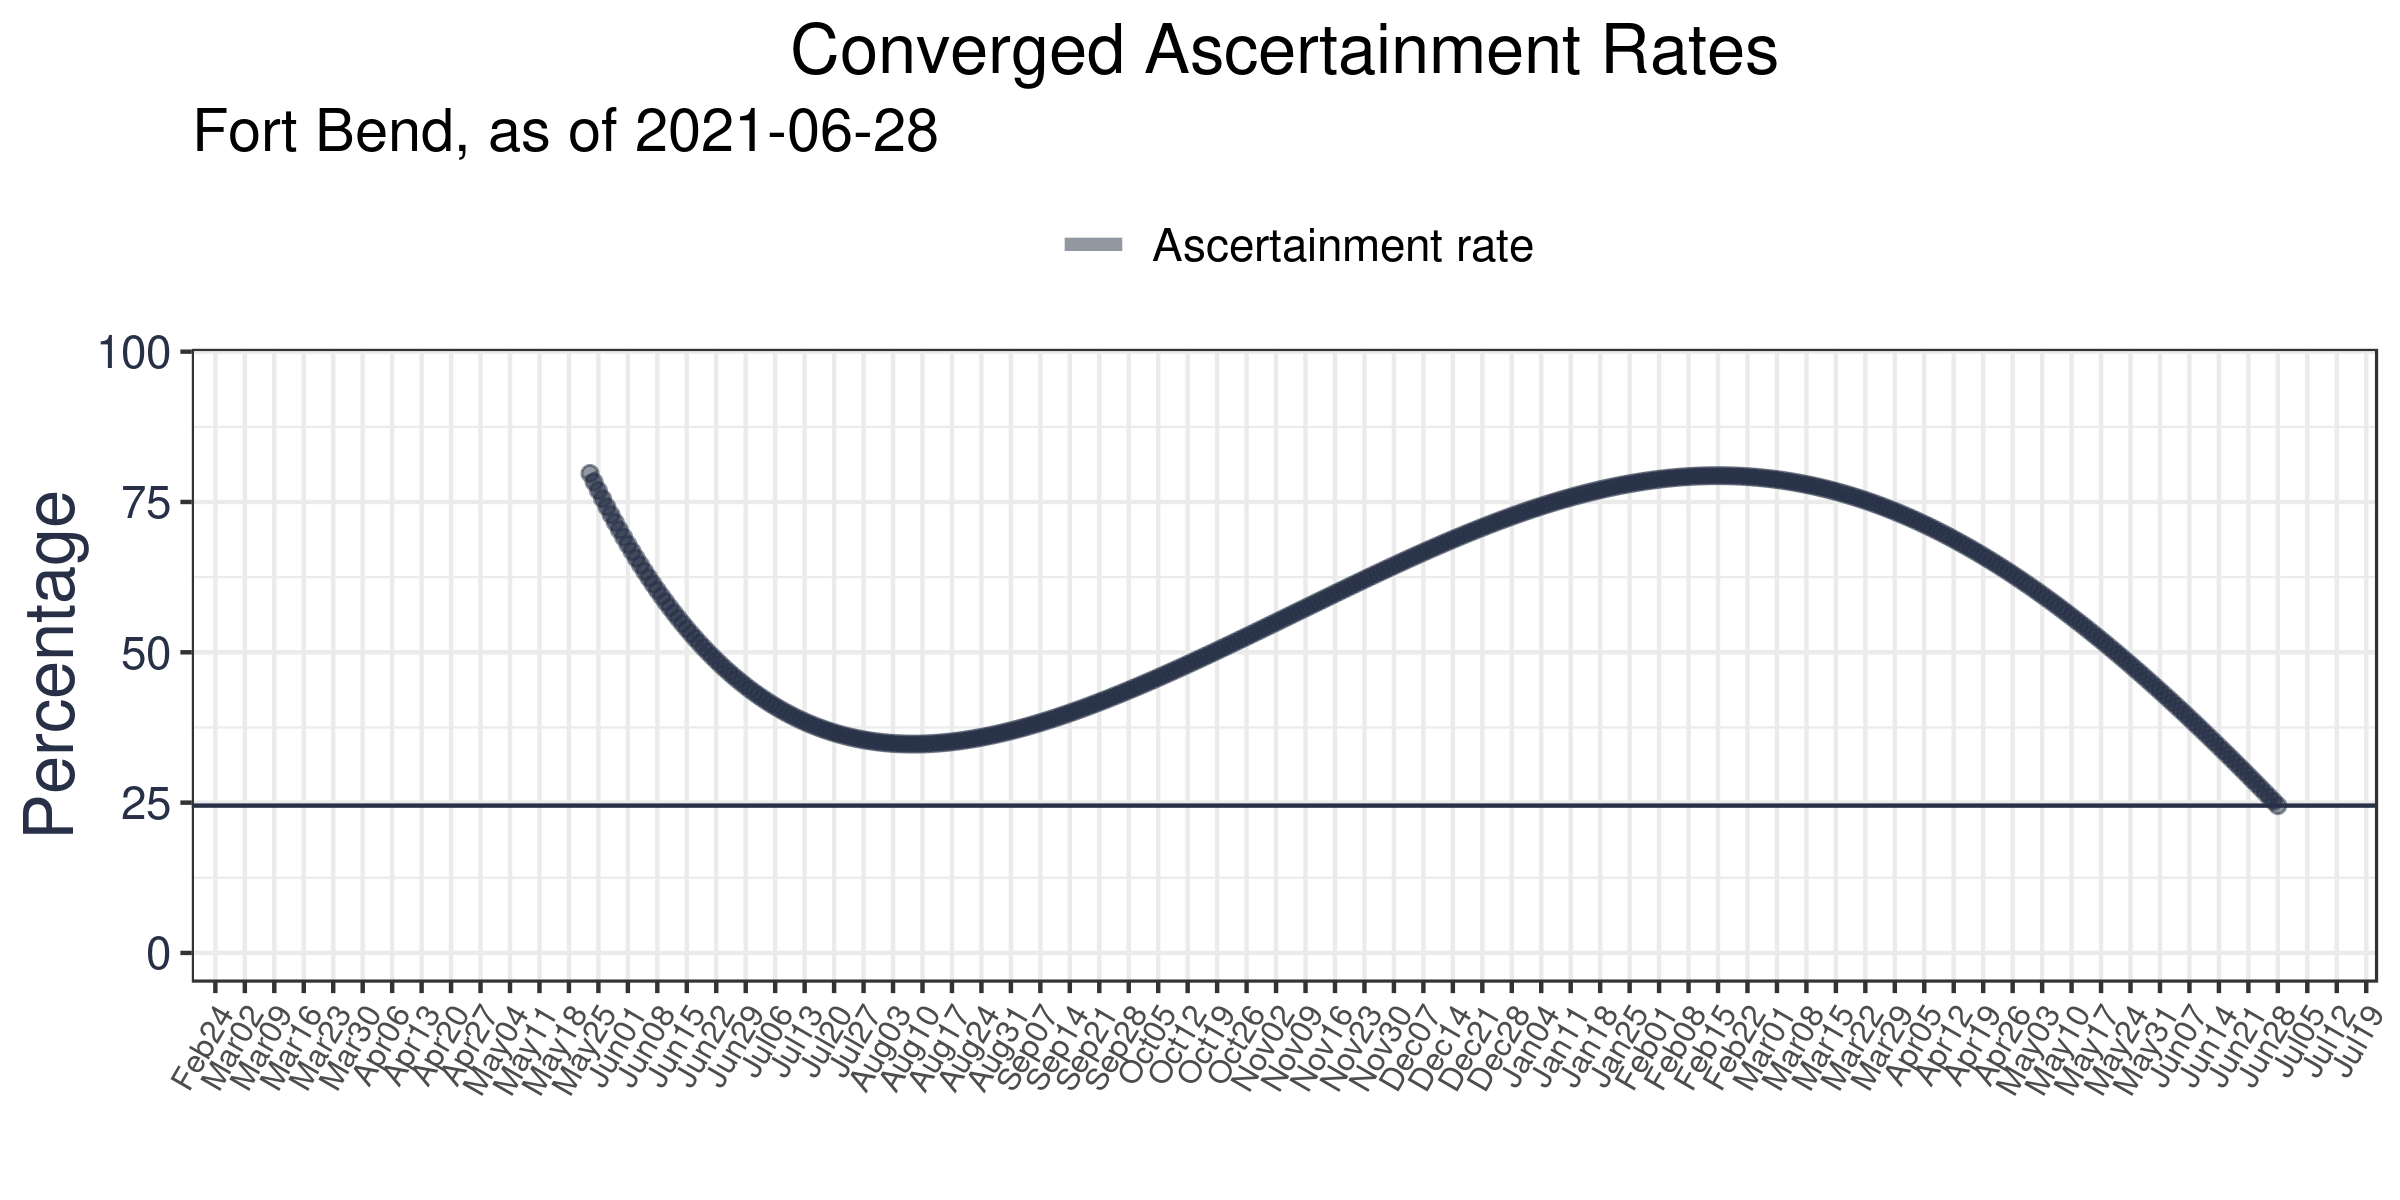 Converged Ascertainment Rates
Fort Bend, as of 2021-06-28
Ascertainment rate
Percentage
100
75
50
25
0
Feb24
Mar02
Mar09
Mar16
Mar23
Mar30
Apr06
Apr13
Apr20
Apr27
May04
May11
May18
May25
Jun01
Jun08
Jun15
Jun22
Jun29
Jul06
Jul13
Jul20
Jul27
Aug03
Aug10
Aug17
Aug24
Aug31
Sep07
Sep14
Sep21
Sep28
Oct05
Oct12
Oct19
Oct26
Nov02
Nov09
Nov16
Nov23
Nov30
Dec07
Dec14
Dec21
Dec28
Jan04
Jan11
Jan18
Jan25
Feb01
Feb08
Feb15
Feb22
Mar01
Mar08
Mar15
Mar22
Mar29
Apr05
Apr12
Apr19
Apr26
May03
May10
May17
May24
May31
Jun07
Jun14
Jun21
Jun28
Jul05
Jul12
Jul19